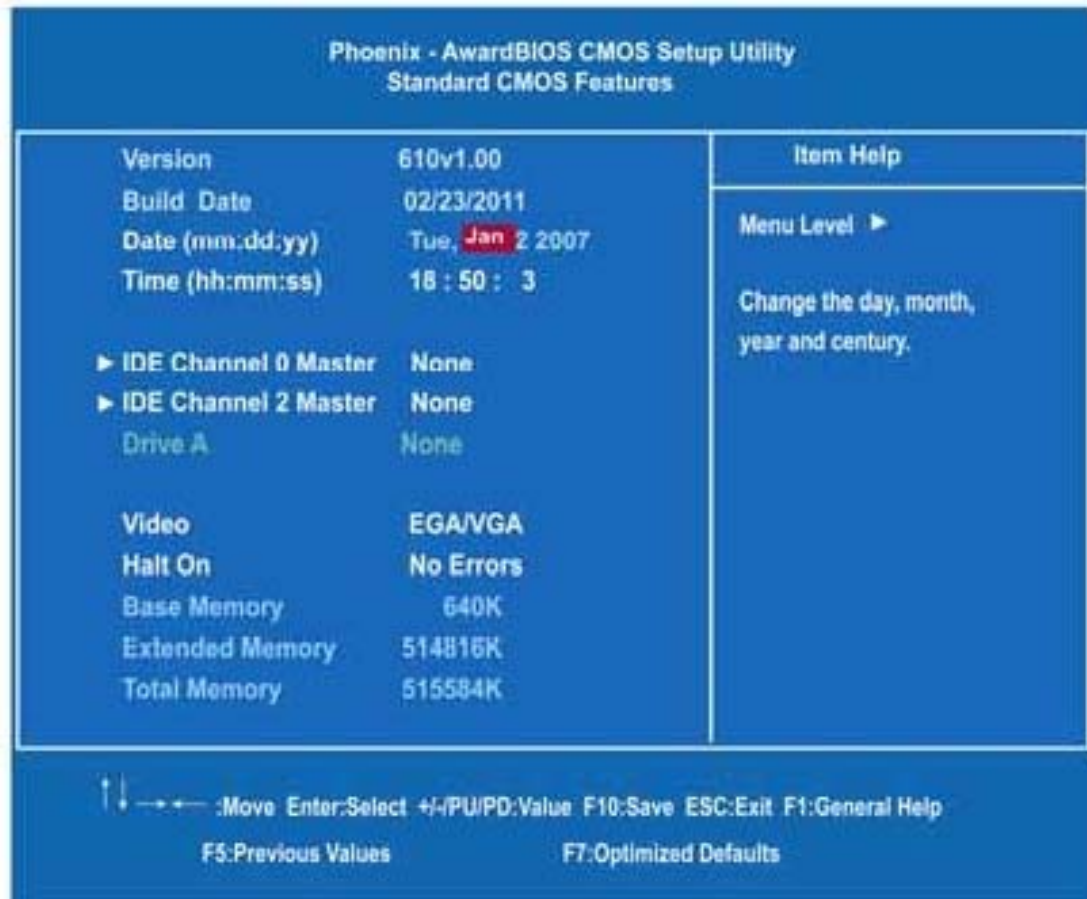 Phoenix - AwardBIOS CMOS Setup Utility
Standard CMOS Features
Version 610v1.00
Build Date 02/23/2011
Date (mm:dd:yy) Tue, Jan 2 2007
Time (hh:mm:ss) 18 : 50 : 3
► IDE Channel 0 Master None
► IDE Channel 2 Master None
Drive A None
Video EGA/VGA
Halt On No Errors
Base Memory 640K
Extended Memory 514816K
Total Memory 515584K
Item Help
Menu Level ►
Change the day, month,
year and century.
↑↓→← :Move Enter:Select +/-/PU/PD:Value F10:Save ESC:Exit F1:General Help
F5:Previous Values F7:Optimized Defaults